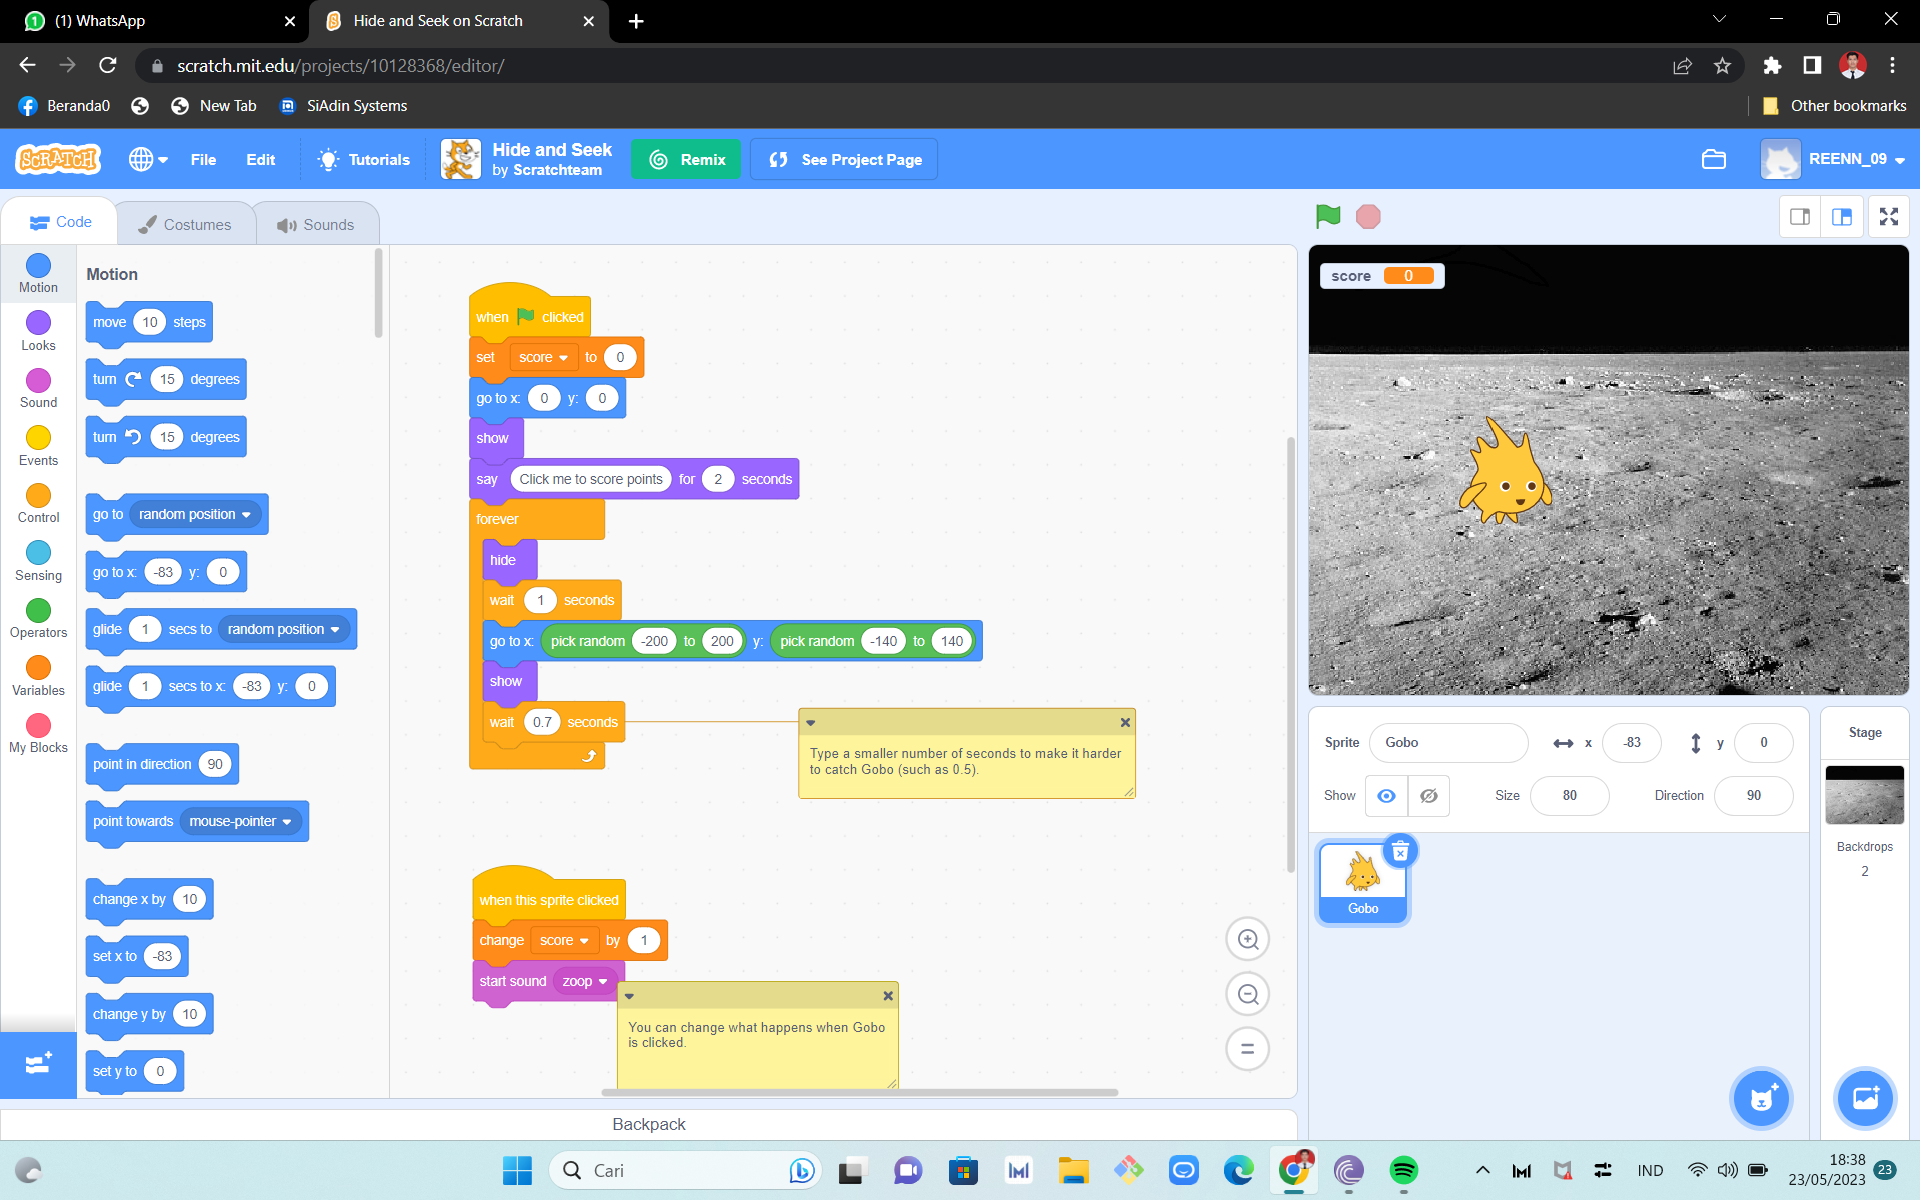 (1) WhatsApp
Hide and Seek on Scratch
scratch.mit.edu/projects/10128368/editor/
Beranda0
New Tab
SiAdin Systems
Other bookmarks
SCRATCH
File
Edit
Tutorials
Hide and Seek
by Scratchteam
Remix
See Project Page
REENN_09
Code
Costumes
Sounds
Motion
Looks
Sound
Events
Control
Sensing
Operators
Variables
My Blocks
Motion
move 10 steps
turn 15 degrees
turn 15 degrees
go to random position
go to x: -83 y: 0
glide 1 secs to random position
glide 1 secs to x: -83 y: 0
point in direction 90
point towards mouse-pointer
change x by 10
set x to -83
change y by 10
set y to 0
when clicked
set score to 0
go to x: 0 y: 0
show
say Click me to score points for 2 seconds
forever
hide
wait 1 seconds
go to x: pick random -200 to 200 y: pick random -140 to 140
show
wait 0.7 seconds
Type a smaller number of seconds to make it harder
to catch Gobo (such as 0.5).
when this sprite clicked
change score by 1
start sound zoop
You can change what happens when Gobo
is clicked.
Backpack
score 0
Sprite Gobo x -83 y 0
Show Size 80 Direction 90
Gobo
Stage
Backdrops
2
Cari
IND
18:38
23/05/2023
23